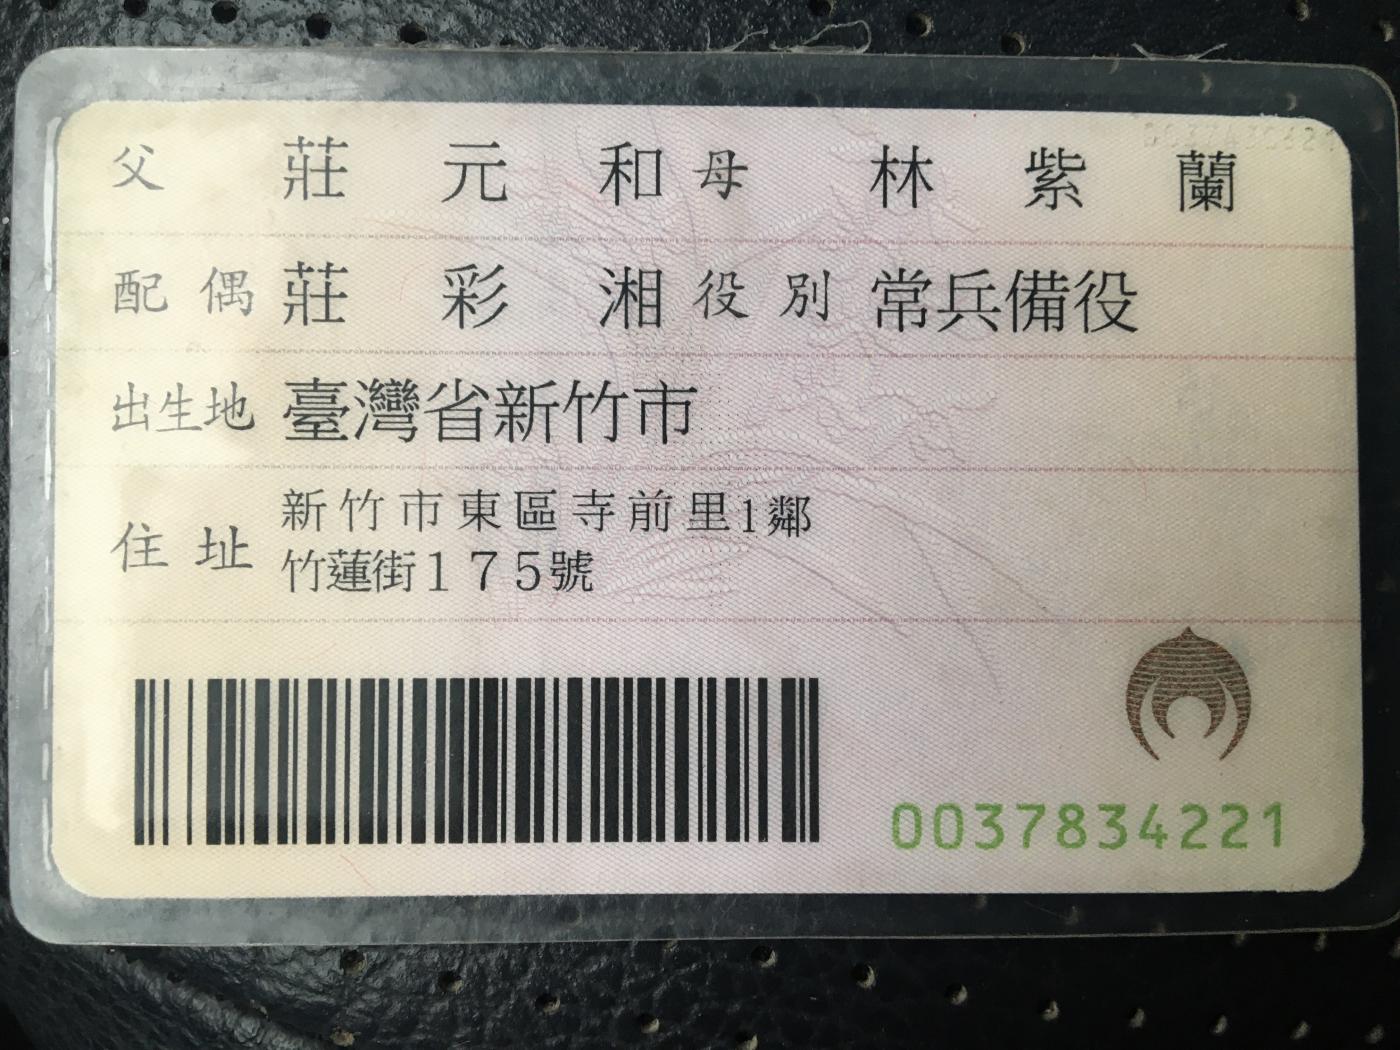 父 莊元和 母 林紫蘭
配偶 莊彩湘 役別 常兵備役
出生地 臺灣省新竹市
住址 新竹市東區寺前里1鄰
竹蓮街175號
0037834221